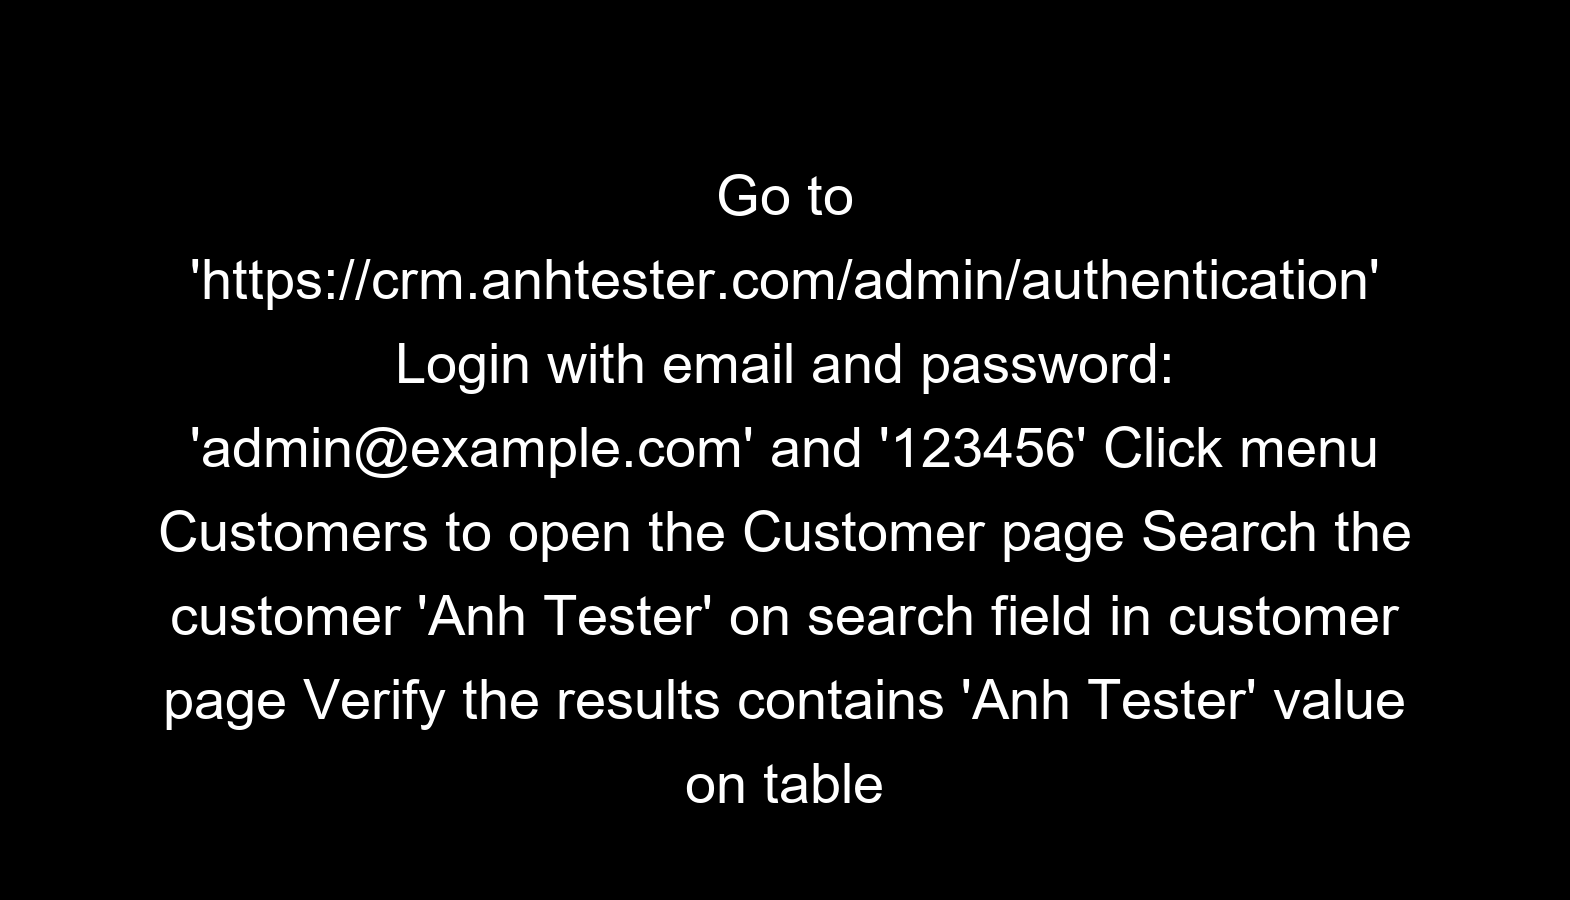 Go to
'https://crm.anhtester.com/admin/authentication'
Login with email and password:
'admin@example.com' and '123456' Click menu
Customers to open the Customer page Search the
customer 'Anh Tester' on search field in customer
page Verify the results contains 'Anh Tester' value
on table